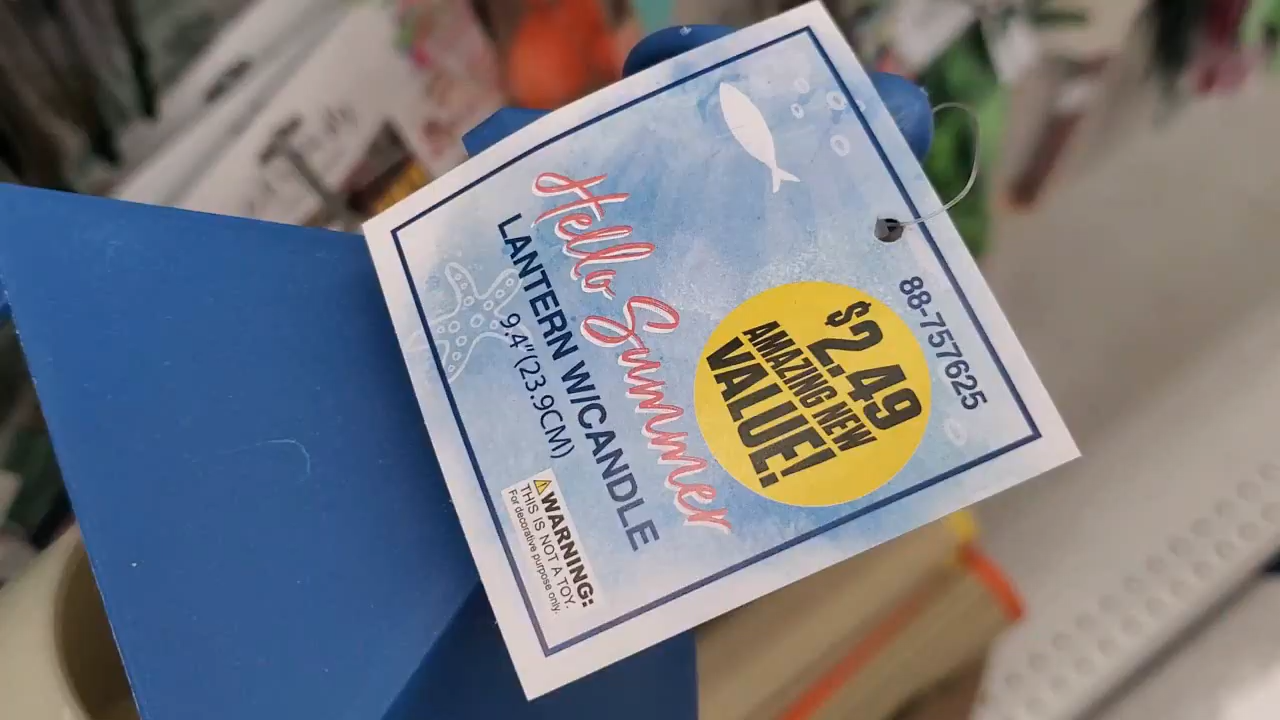 88-757625
$2.49
AMAZING NEW
VALUE!
Hello Summer
LANTERN W/CANDLE
9.4"(23.9CM)
WARNING:
THIS IS NOT A TOY.
For decorative purpose only.